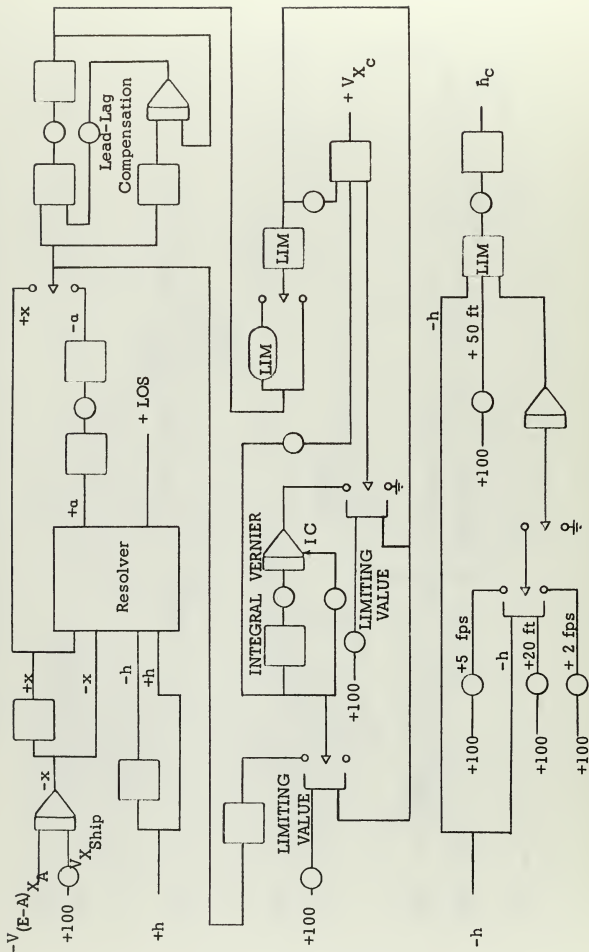 -V(E-A)XA
+100
VXShip
-x
+x
-x
-h
+h
+h
Resolver
+a
+ LOS
-a
+x
Lead-Lag
Compensation
+100
LIMITING
VALUE
INTEGRAL VERNIER
IC
+100
LIMITING
VALUE
LIM
LIM
+ VXC
-h
+100
+5 fps
-h
+20 ft
+100
+ 2 fps
+100
-h
+ 50 ft
+100
LIM
ḣC